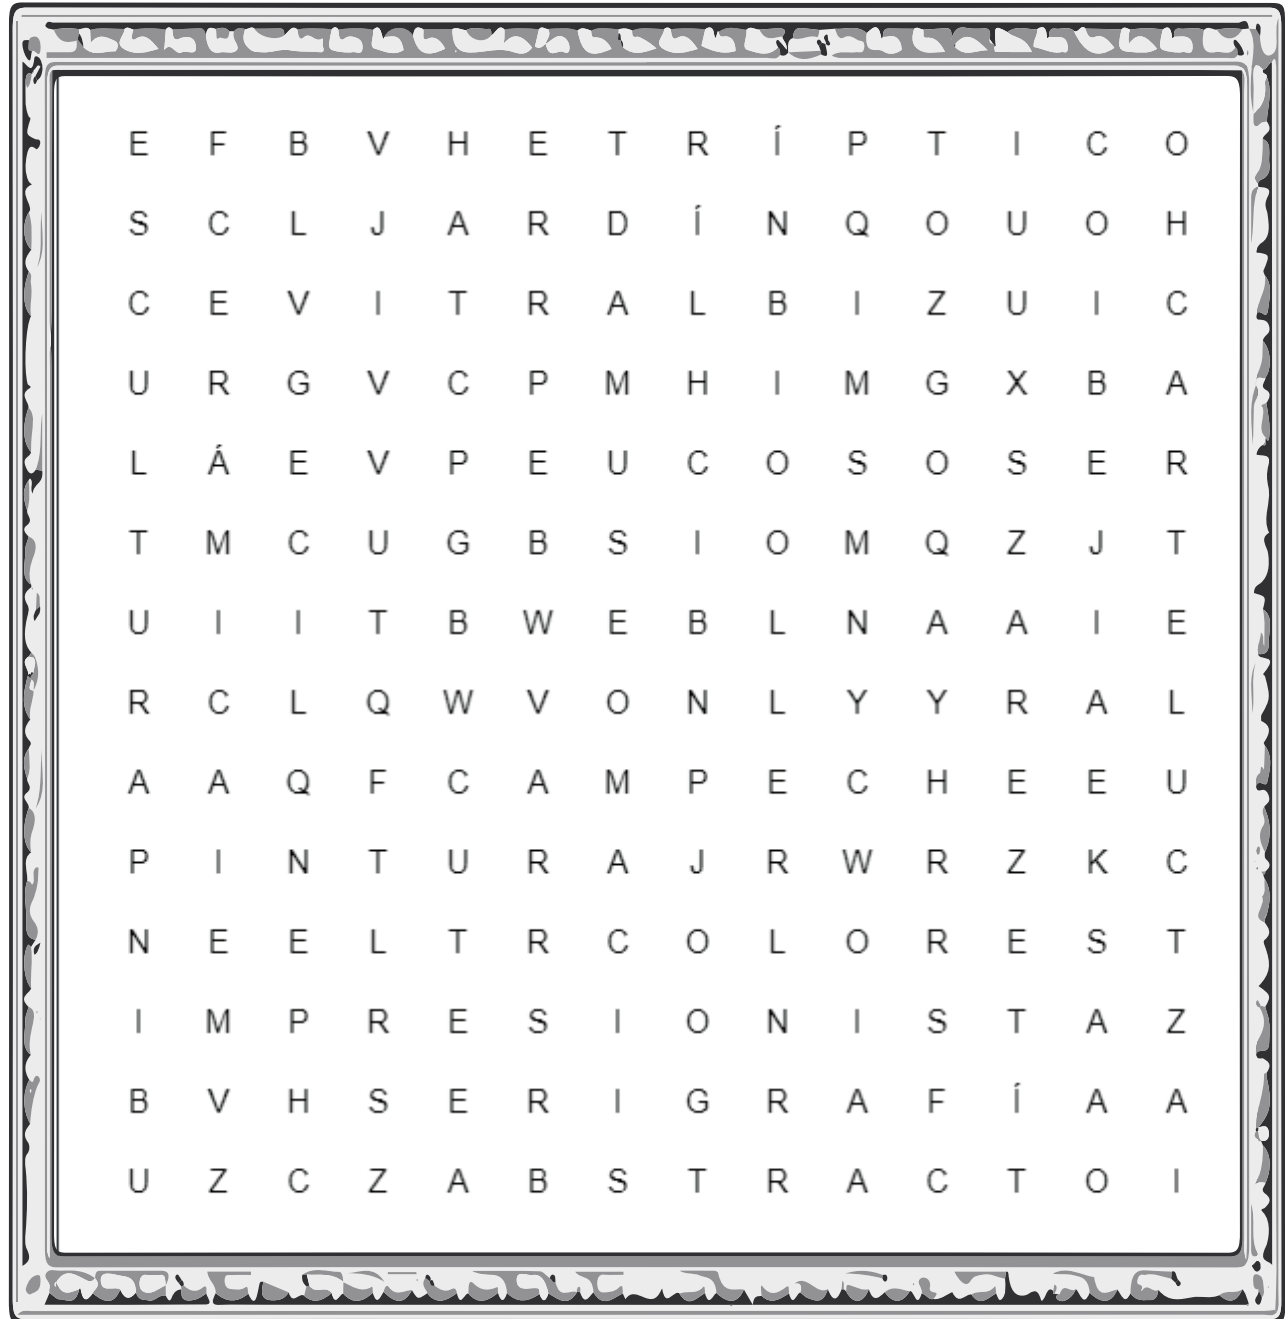 E F B V H E T R Í P T I C O
S C L J A R D Í N Q O U O H
C E V I T R A L B I Z U I C
U R G V C P M H I M G X B A
L Á E V P E U C O S O S E R
T M C U G B S I O M Q Z J T
U I I T B W E B L N A A I E
R C L Q W V O N L Y Y R A L
A A Q F C A M P E C H E E U
P I N T U R A J R W R Z K C
N E E L T R C O L O R E S T
I M P R E S I O N I S T A Z
B V H S E R I G R A F Í A A
U Z C Z A B S T R A C T O I